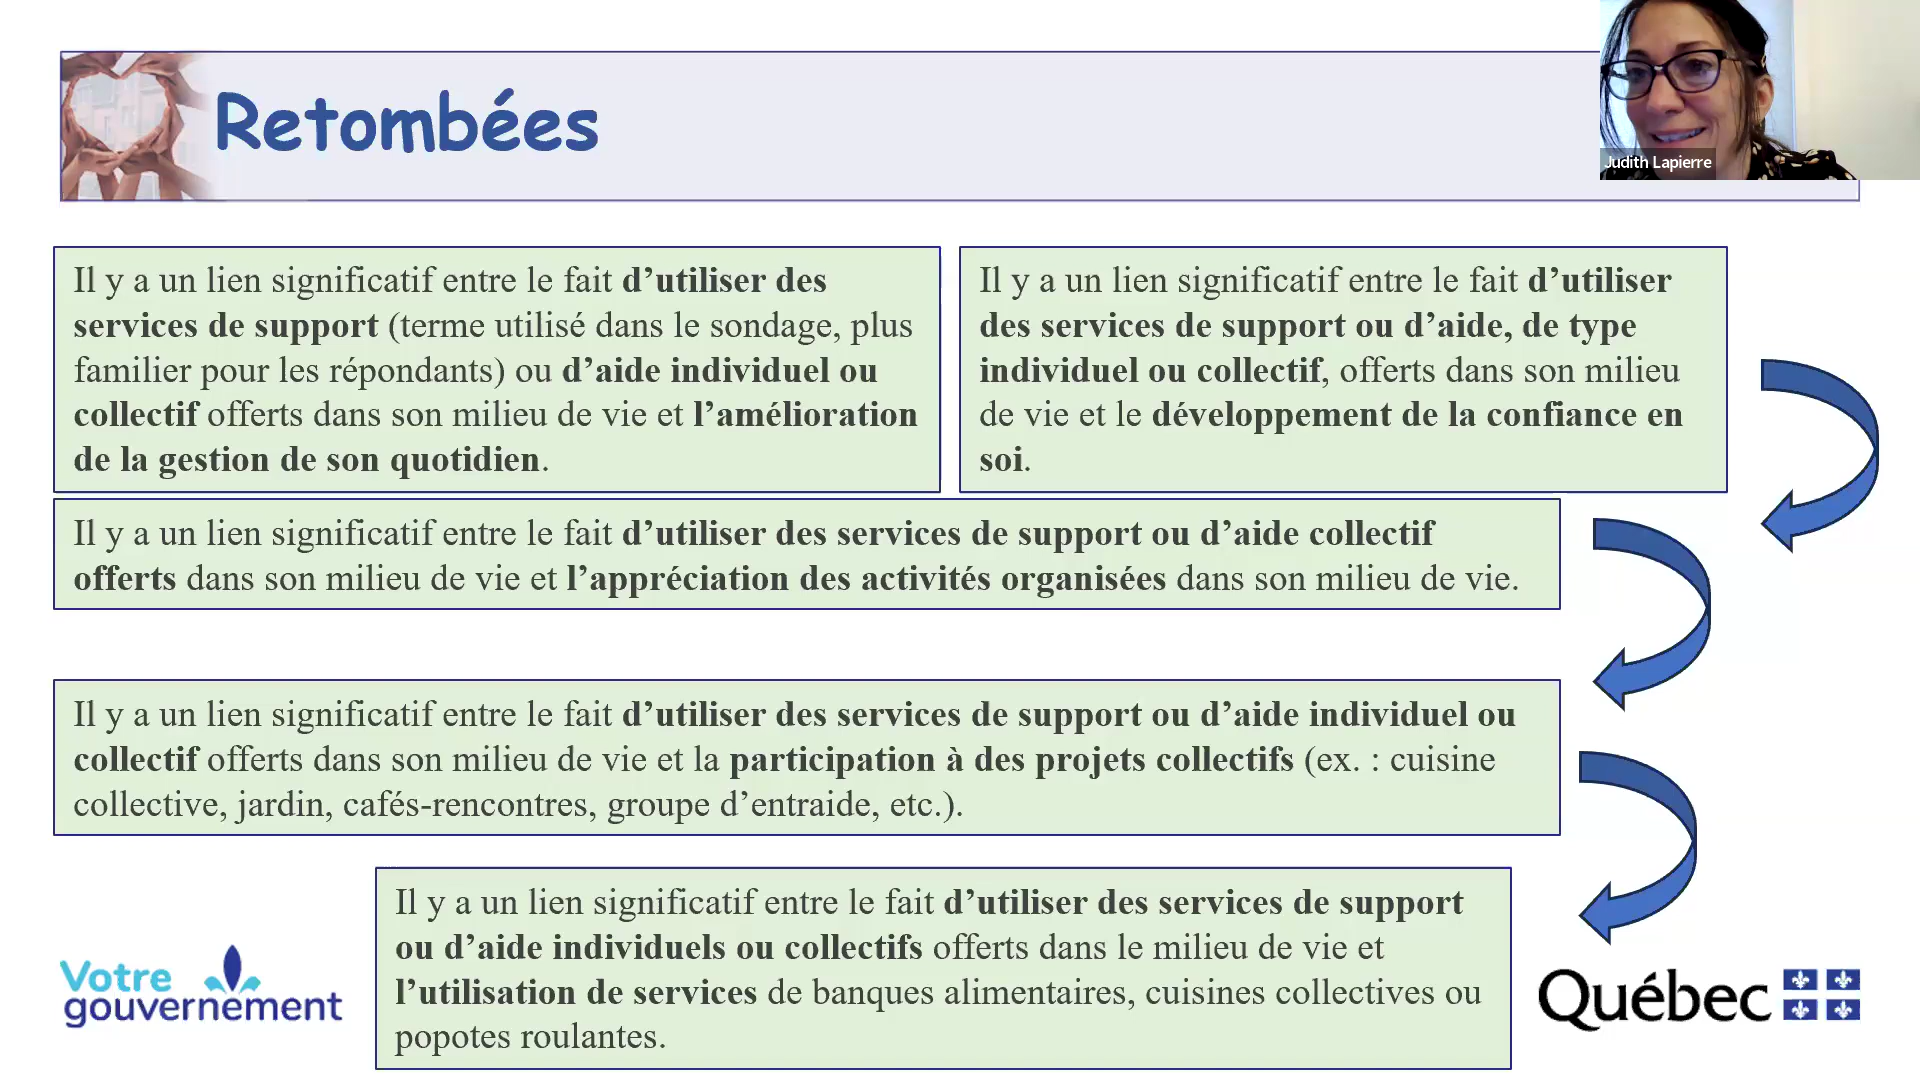 Retombées
Judith Lapierre
Il y a un lien significatif entre le fait d’utiliser des
services de support (terme utilisé dans le sondage, plus
familier pour les répondants) ou d’aide individuel ou
collectif offerts dans son milieu de vie et l’amélioration
de la gestion de son quotidien.
Il y a un lien significatif entre le fait d’utiliser
des services de support ou d’aide, de type
individuel ou collectif, offerts dans son milieu
de vie et le développement de la confiance en
soi.
Il y a un lien significatif entre le fait d’utiliser des services de support ou d’aide collectif
offerts dans son milieu de vie et l’appréciation des activités organisées dans son milieu de vie.
Il y a un lien significatif entre le fait d’utiliser des services de support ou d’aide individuel ou
collectif offerts dans son milieu de vie et la participation à des projets collectifs (ex. : cuisine
collective, jardin, cafés-rencontres, groupe d’entraide, etc.).
Il y a un lien significatif entre le fait d’utiliser des services de support
ou d’aide individuels ou collectifs offerts dans le milieu de vie et
l’utilisation de services de banques alimentaires, cuisines collectives ou
popotes roulantes.
Votre
gouvernement
Québec